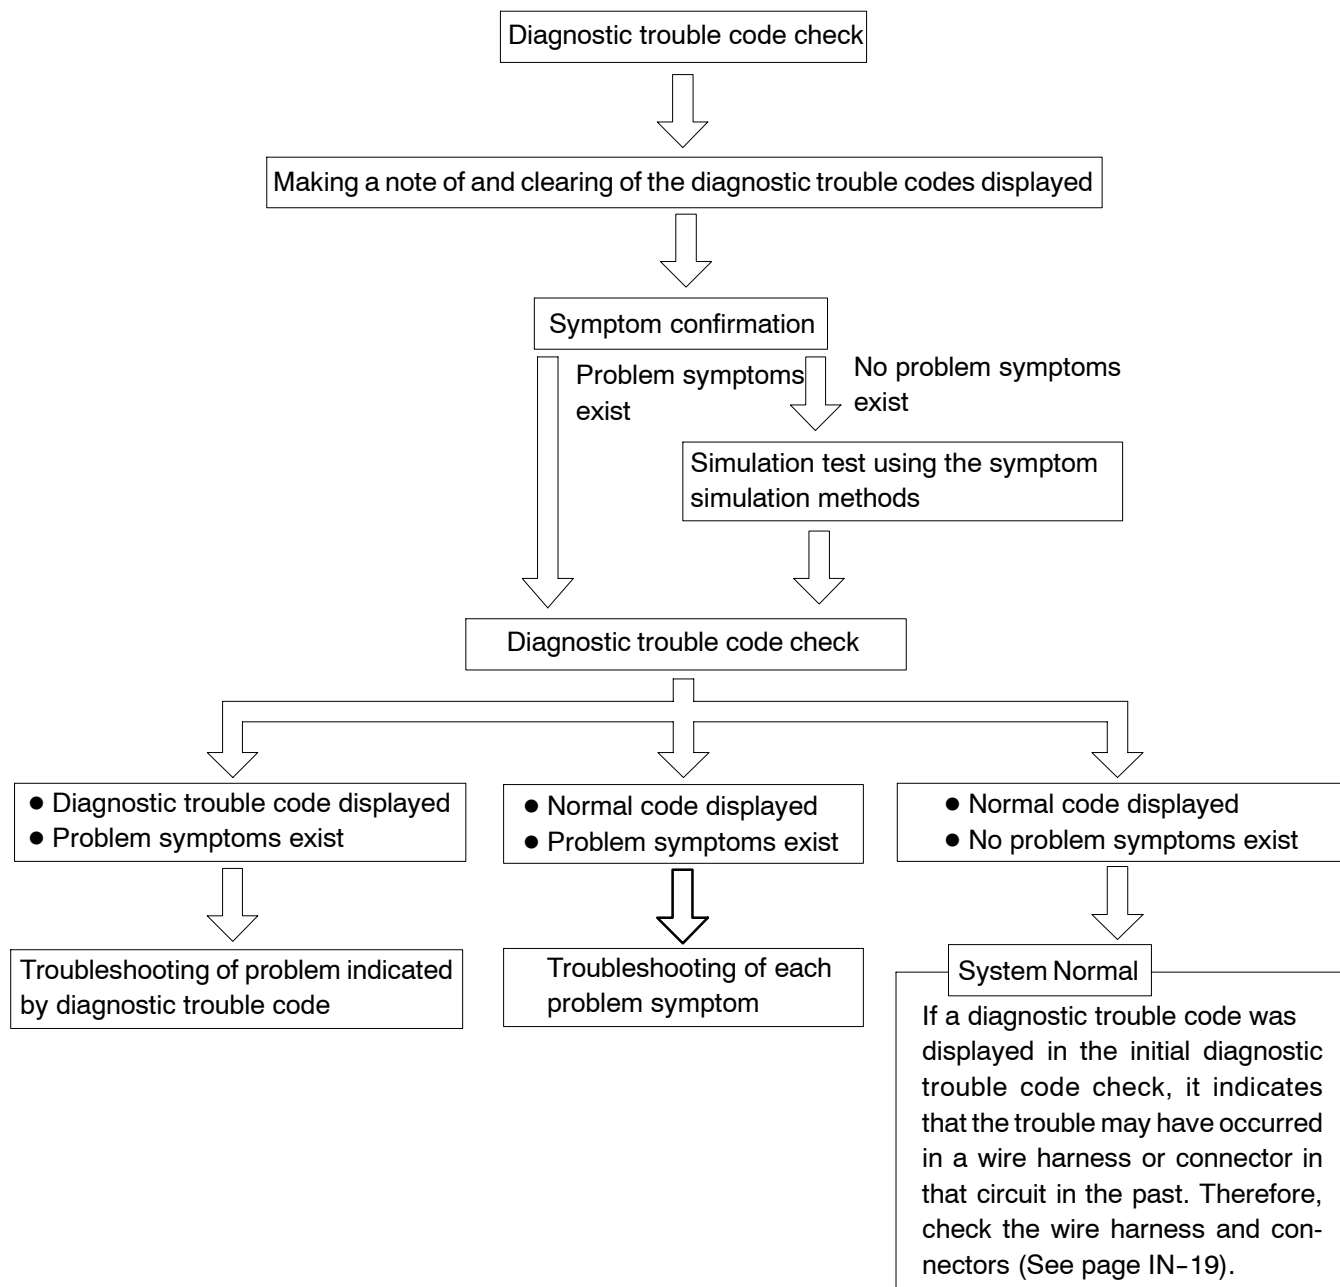 Diagnostic trouble code check
Making a note of and clearing of the diagnostic trouble codes displayed
Symptom confirmation
Problem symptoms
exist
No problem symptoms
exist
Simulation test using the symptom
simulation methods
Diagnostic trouble code check
● Diagnostic trouble code displayed
● Problem symptoms exist
● Normal code displayed
● Problem symptoms exist
● Normal code displayed
● No problem symptoms exist
Troubleshooting of problem indicated
by diagnostic trouble code
Troubleshooting of each
problem symptom
System Normal
If a diagnostic trouble code was
displayed in the initial diagnostic
trouble code check, it indicates
that the trouble may have occurred
in a wire harness or connector in
that circuit in the past. Therefore,
check the wire harness and con-
nectors (See page IN-19).